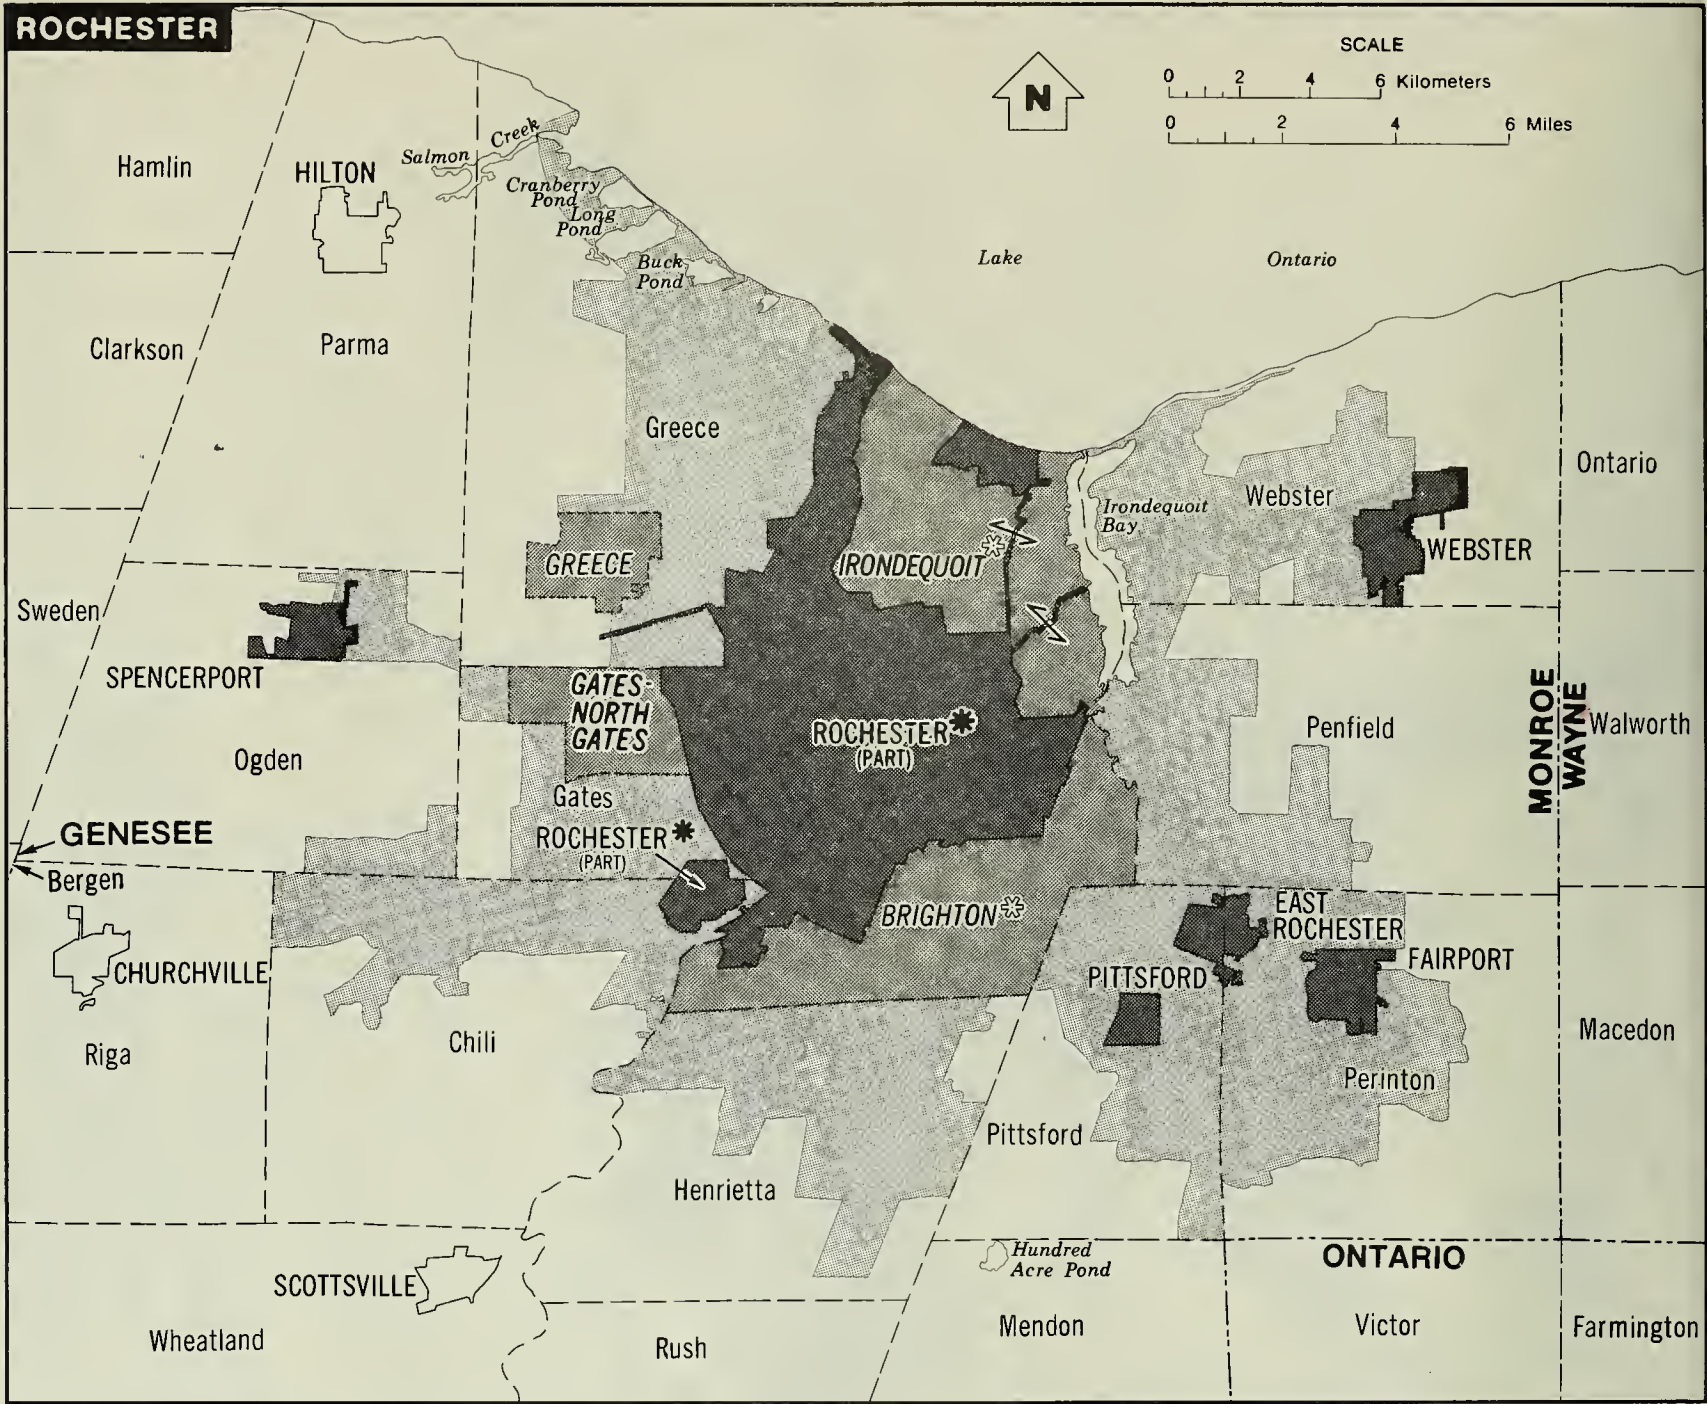 ROCHESTER
SCALE
0 2 4 6 Kilometers
0 2 4 6 Miles
N
Hamlin
HILTON
Salmon Creek
Cranberry
Pond
Long
Pond
Buck
Pond
Lake Ontario
Clarkson
Parma
Greece
Ontario
Webster
Irondequoit
Bay
WEBSTER
GREECE
IRONDEQUOIT
Sweden
SPENCERPORT
GATES-
NORTH
GATES
ROCHESTER
(PART)
Penfield
MONROE
WAYNE
Walworth
Ogden
Gates
ROCHESTER
(PART)
GENESEE
Bergen
BRIGHTON
EAST
ROCHESTER
CHURCHVILLE
PITTSFORD
FAIRPORT
Riga
Chili
Macedon
Perinton
Pittsford
Henrietta
Hundred
Acre Pond
ONTARIO
SCOTTSVILLE
Wheatland
Rush
Mendon
Victor
Farmington